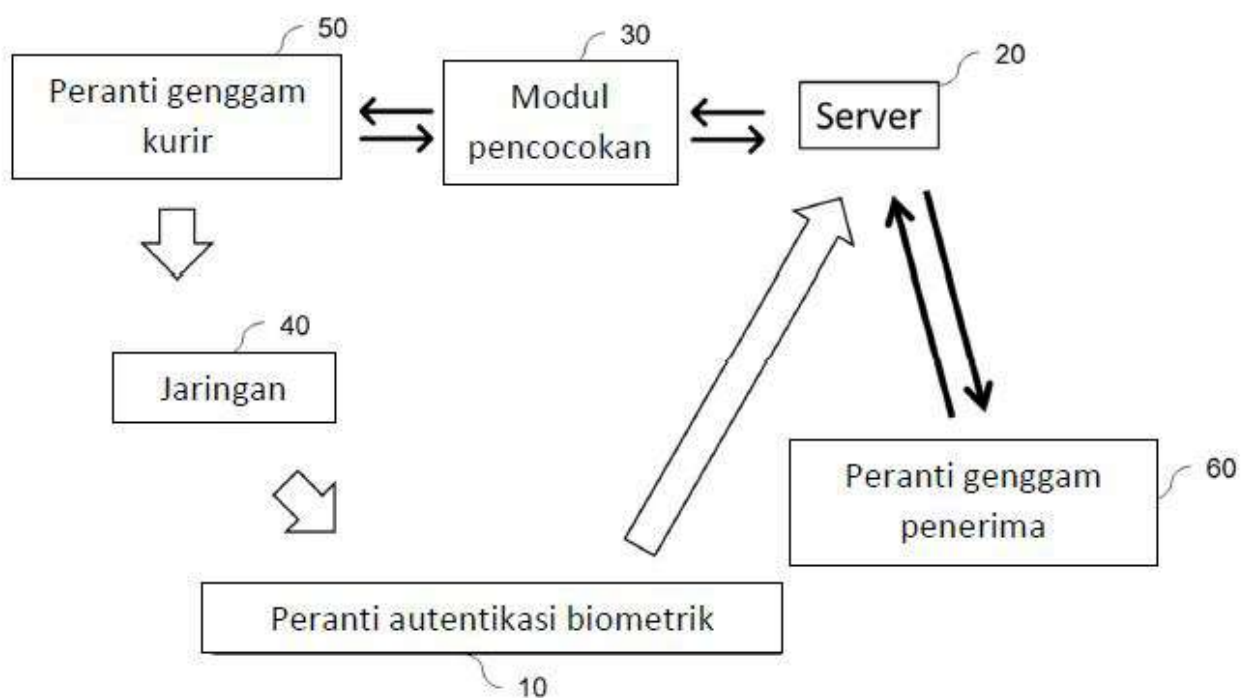 50
Peranti genggam
kurir
30
Modul
pencocokan
20
Server
40
Jaringan
Peranti genggam
penerima
60
Peranti autentikasi biometrik
10